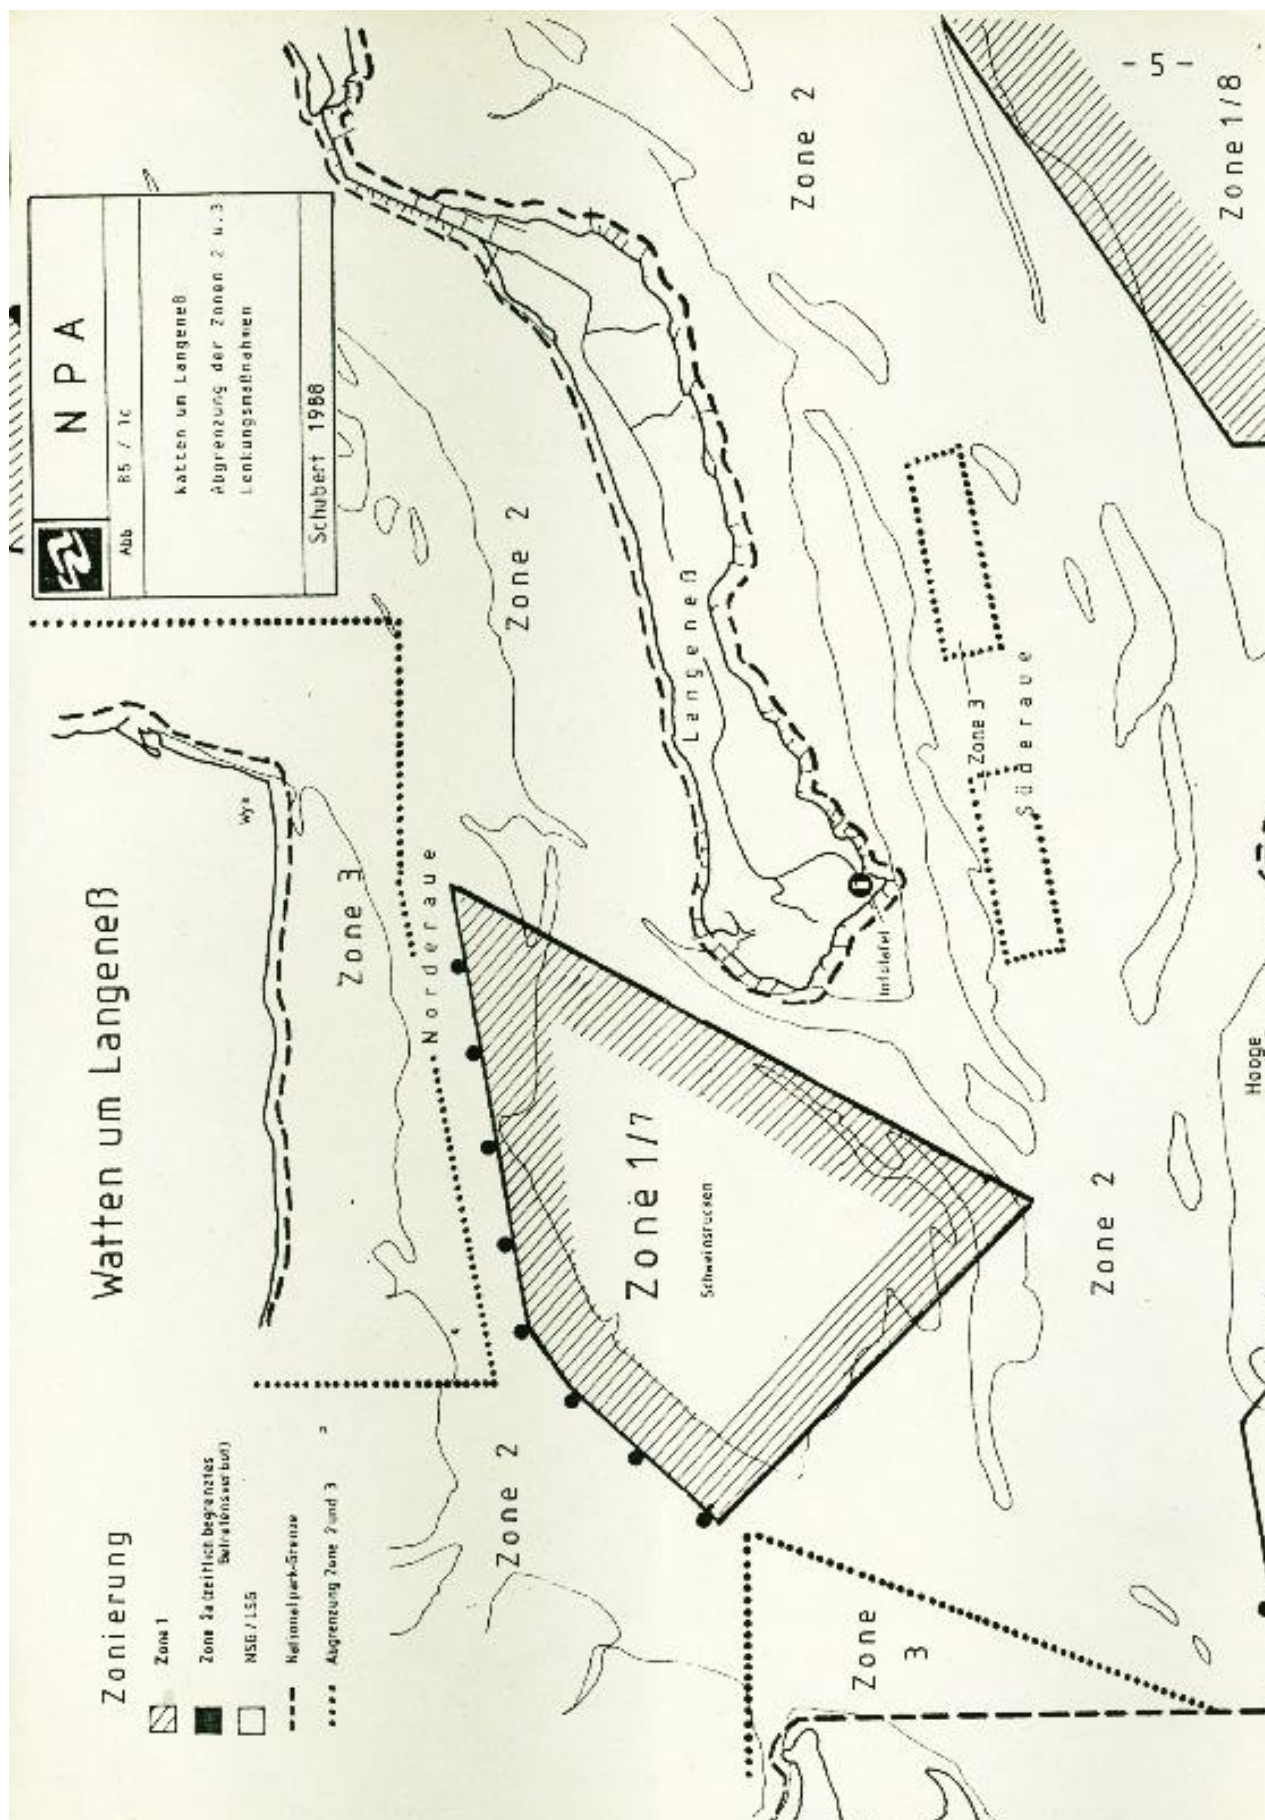 - 5 -
Watten um Langeneß
NPA
Abb. B5 / 1c
Watten um Langeneß
Abgrenzung der Zonen 2 u. 3
Lenkungsmaßnahmen
Schubert 1988
Zonierung
Zone 1
Zone 3a (zeitlich begrenztes
Betretensverbot)
NSG / LSG
Nationalpark-Grenze
Abgrenzung Zone 2 und 3
Wyk
Zone 3
Norderaue
Zone 2
Zone 2
Zone 1/7
Schweinsrücken
Langeneß
Infotafel
Zone 2
Zone 3
Süderaue
Zone 2
Zone 3
Hooge
Zone 1/8